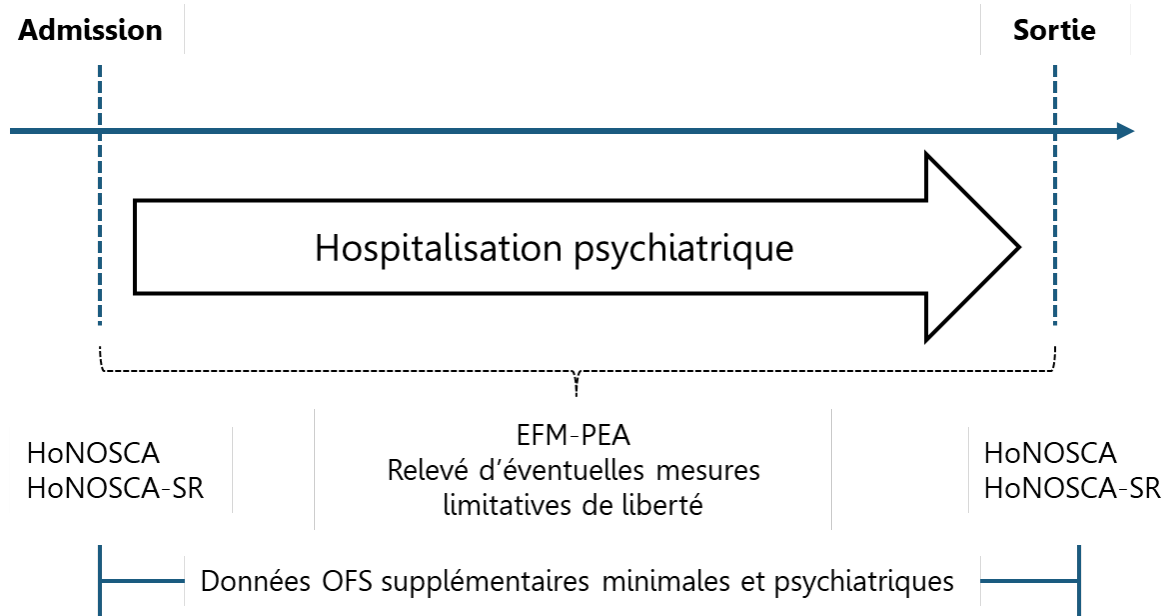 Admission
Sortie
Hospitalisation psychiatrique
HoNOSCA
HoNOSCA-SR
EFM-PEA
Relevé d’éventuelles mesures
limitatives de liberté
HoNOSCA
HoNOSCA-SR
Données OFS supplémentaires minimales et psychiatriques